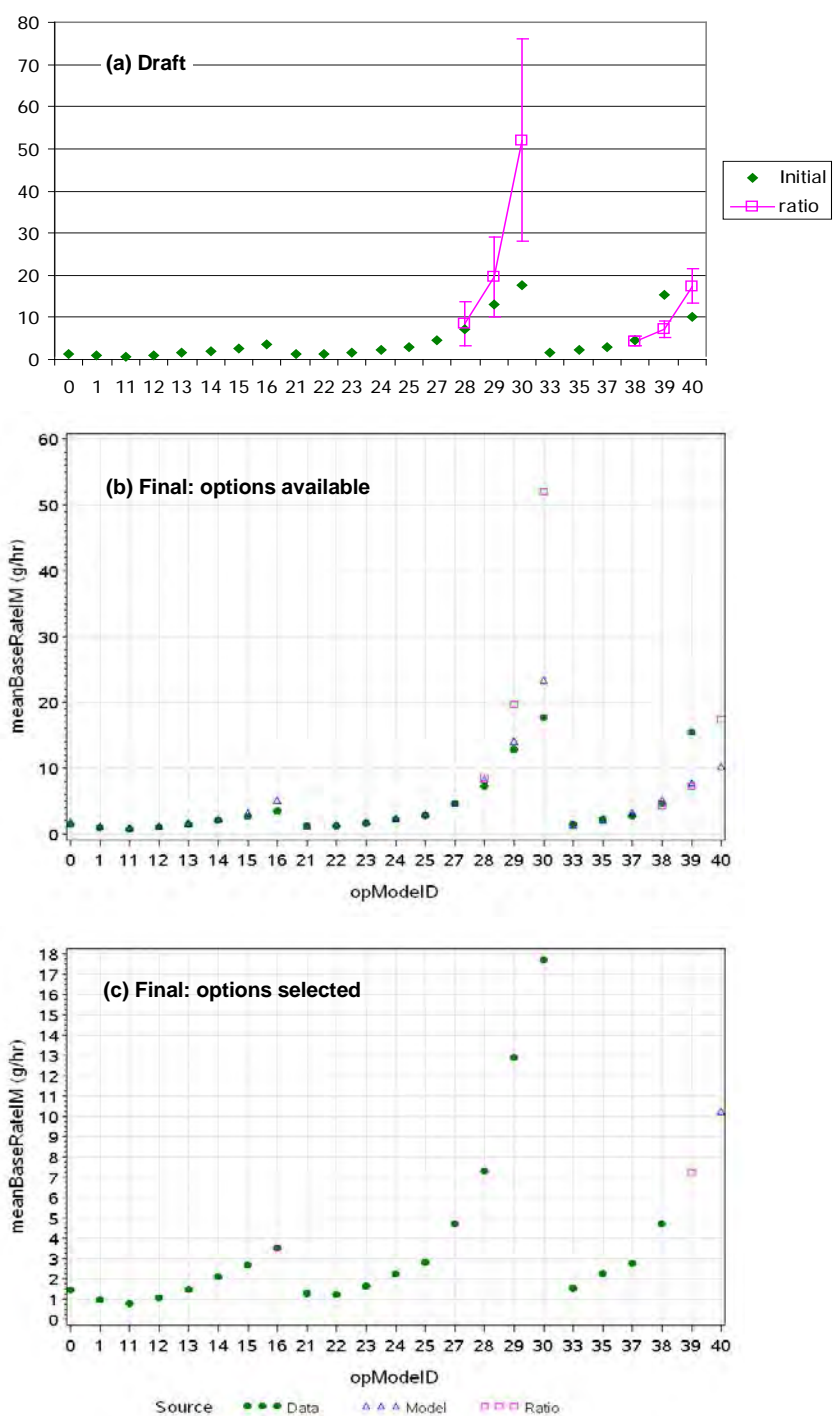 80
70
60
50
40
30
20
10
0
(a) Draft
0 1 11 12 13 14 15 16 21 22 23 24 25 27 28 29 30 33 35 37 38 39 40
Initial
ratio
60
50
40
30
20
10
0
meanBaseRateIM (g/hr)
(b) Final: options available
0 1 11 12 13 14 15 16 21 22 23 24 25 27 28 29 30 33 35 37 38 39 40
opModeID
18
17
16
15
14
13
12
11
10
9
8
7
6
5
4
3
2
1
0
meanBaseRateIM (g/hr)
(c) Final: options selected
0 1 11 12 13 14 15 16 21 22 23 24 25 27 28 29 30 33 35 37 38 39 40
opModeID
Source Data Model Ratio